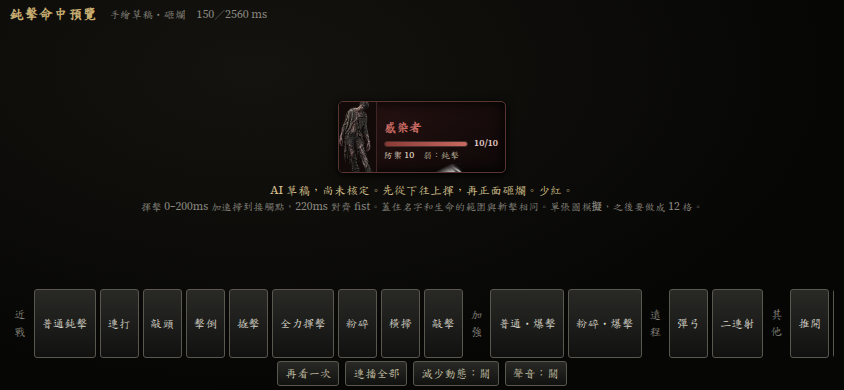 鈍擊命中預覽 手繪草稿・砸爛 150／2560 ms
感染者
10/10
防禦 10 弱：鈍擊
AI 草稿，尚未核定。先從下往上揮，再正面砸爛。少紅。
揮擊 0–200ms 加速掃到接觸點，220ms 對齊 fist。蓋住名字和生命的範圍與斬擊相同。單張圖模擬，之後要做成 12 格。
近戰 普通鈍擊 連打 敲頭 擊倒 猛擊 全力揮擊 粉碎 橫掃 敲擊 加強 普通・爆擊 粉碎・爆擊 遠程 彈弓 二連射 其他 推開
再看一次 連播全部 減少動態：關 聲音：關